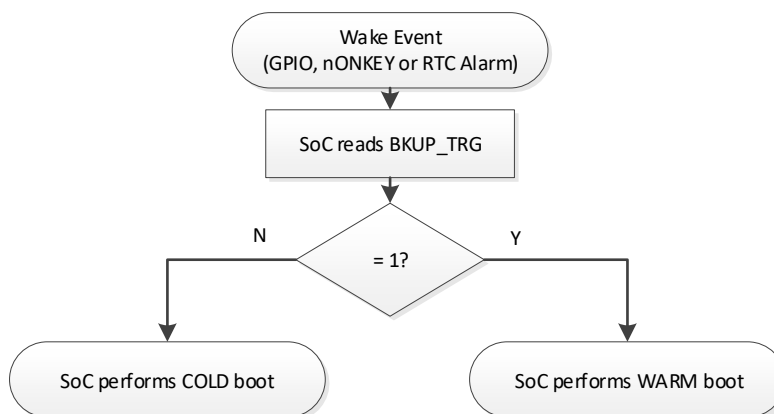 Wake Event
(GPIO, nONKEY or RTC Alarm)
SoC reads BKUP_TRG
N
Y
= 1?
SoC performs COLD boot
SoC performs WARM boot